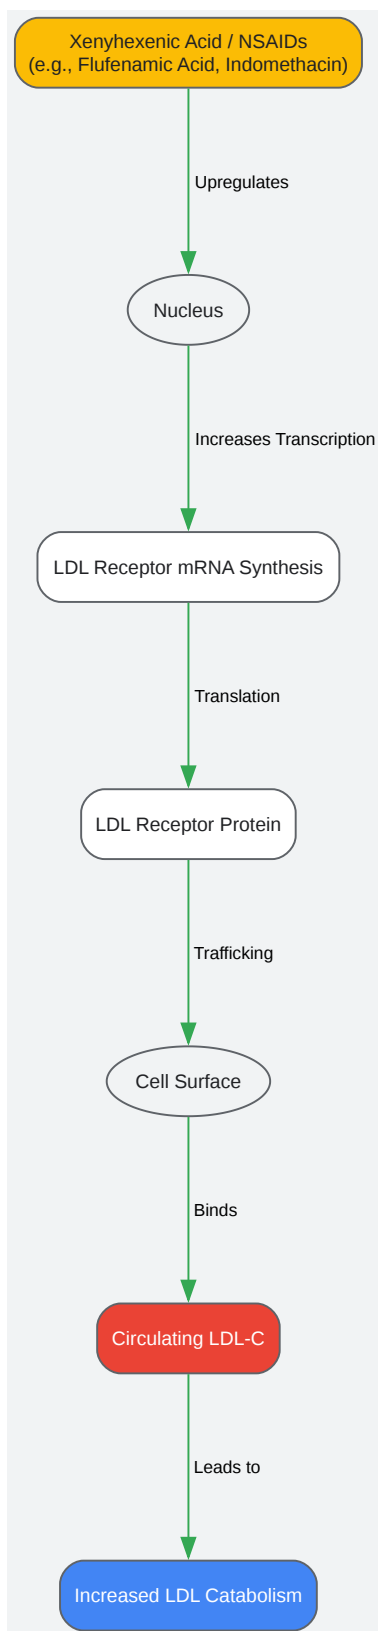 Xenyhexenic Acid / NSAIDs
(e.g., Flufenamic Acid, Indomethacin)
Upregulates
Nucleus
Increases Transcription
LDL Receptor mRNA Synthesis
Translation
LDL Receptor Protein
Trafficking
Cell Surface
Binds
Circulating LDL-C
Leads to
Increased LDL Catabolism